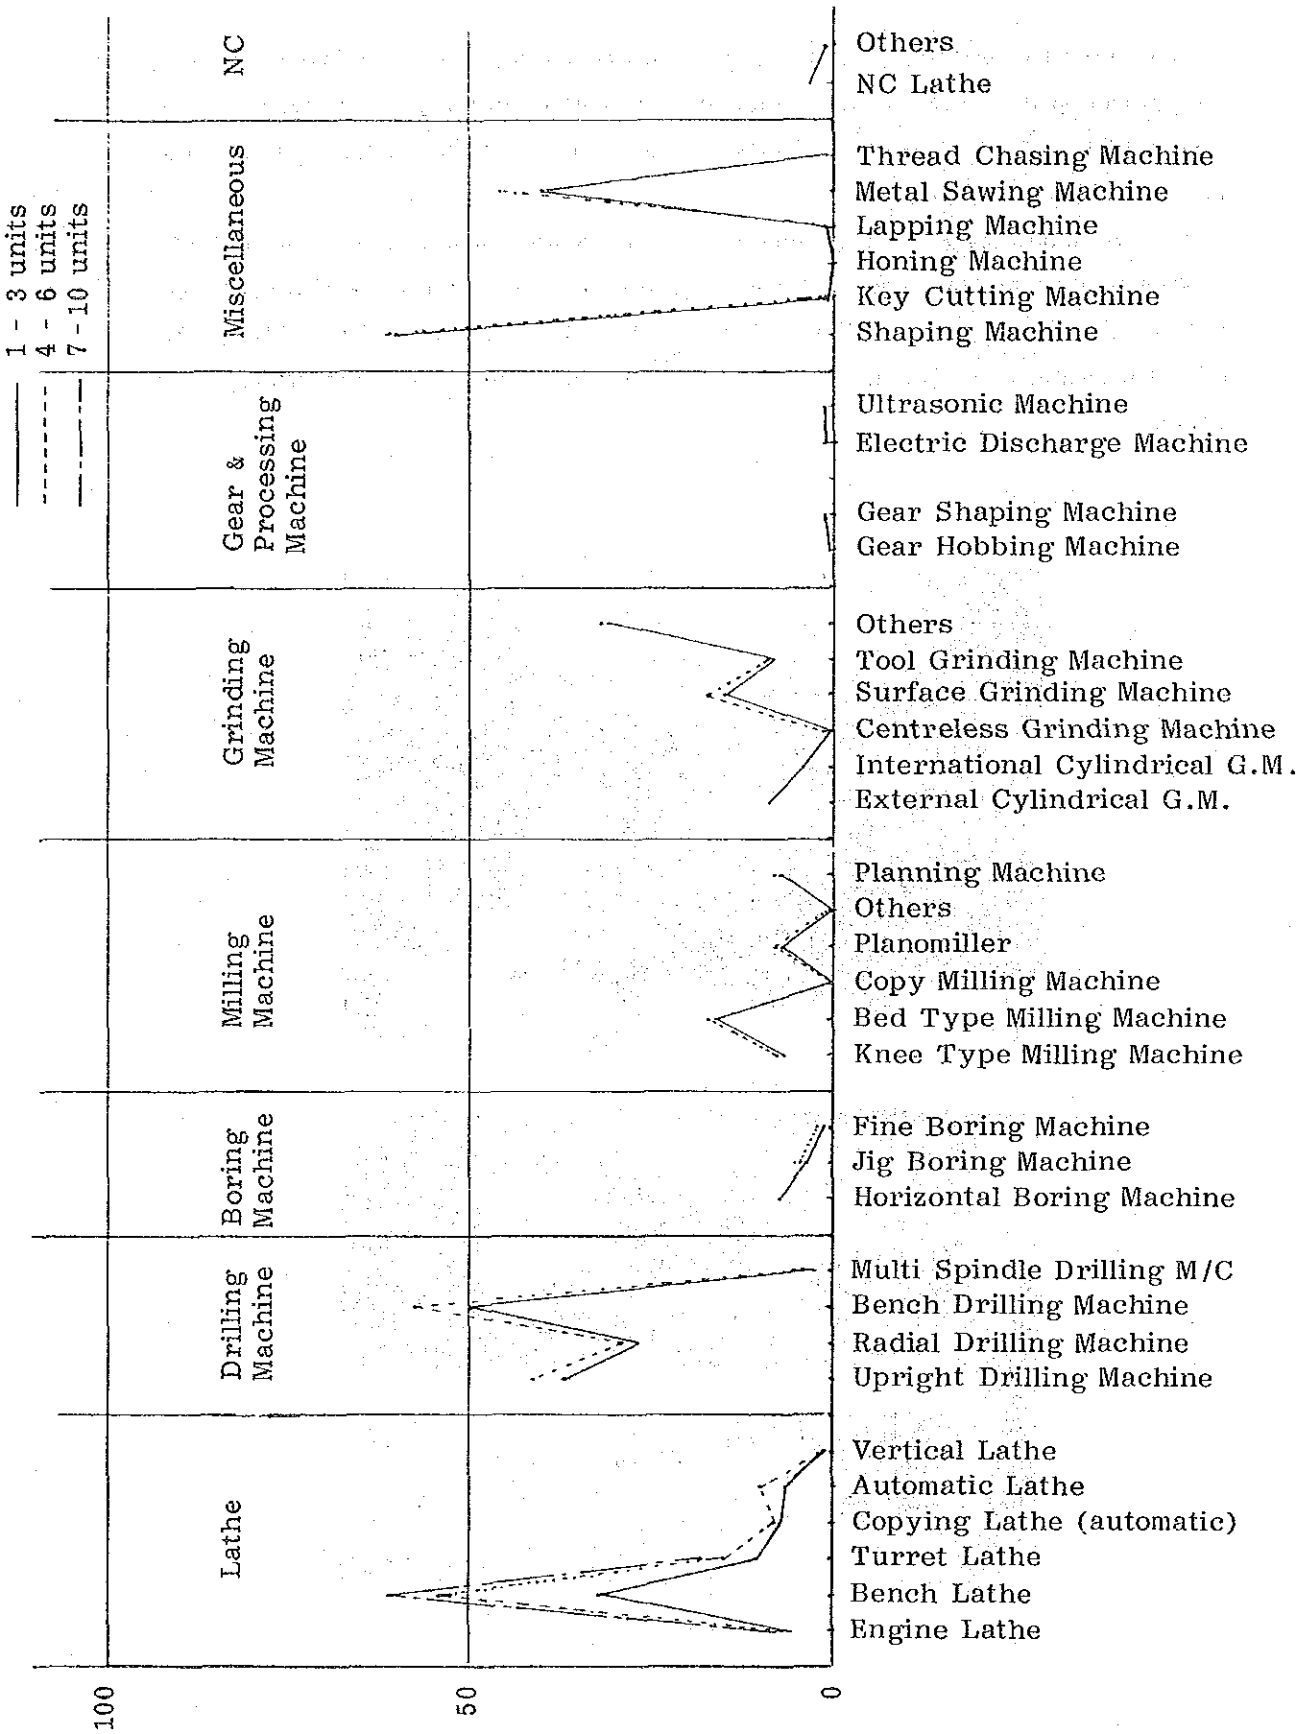 1 - 3 units
4 - 6 units
7 - 10 units
NC
Others
NC Lathe
Miscellaneous
Thread Chasing Machine
Metal Sawing Machine
Lapping Machine
Honing Machine
Key Cutting Machine
Shaping Machine
Gear &
Processing
Machine
Ultrasonic Machine
Electric Discharge Machine
Gear Shaping Machine
Gear Hobbing Machine
Grinding
Machine
Others
Tool Grinding Machine
Surface Grinding Machine
Centreless Grinding Machine
International Cylindrical G.M.
External Cylindrical G.M.
Milling
Machine
Planning Machine
Others
Planomiller
Copy Milling Machine
Bed Type Milling Machine
Knee Type Milling Machine
Boring
Machine
Fine Boring Machine
Jig Boring Machine
Horizontal Boring Machine
Drilling
Machine
Multi Spindle Drilling M/C
Bench Drilling Machine
Radial Drilling Machine
Upright Drilling Machine
Lathe
Vertical Lathe
Automatic Lathe
Copying Lathe (automatic)
Turret Lathe
Bench Lathe
Engine Lathe
100
50
0